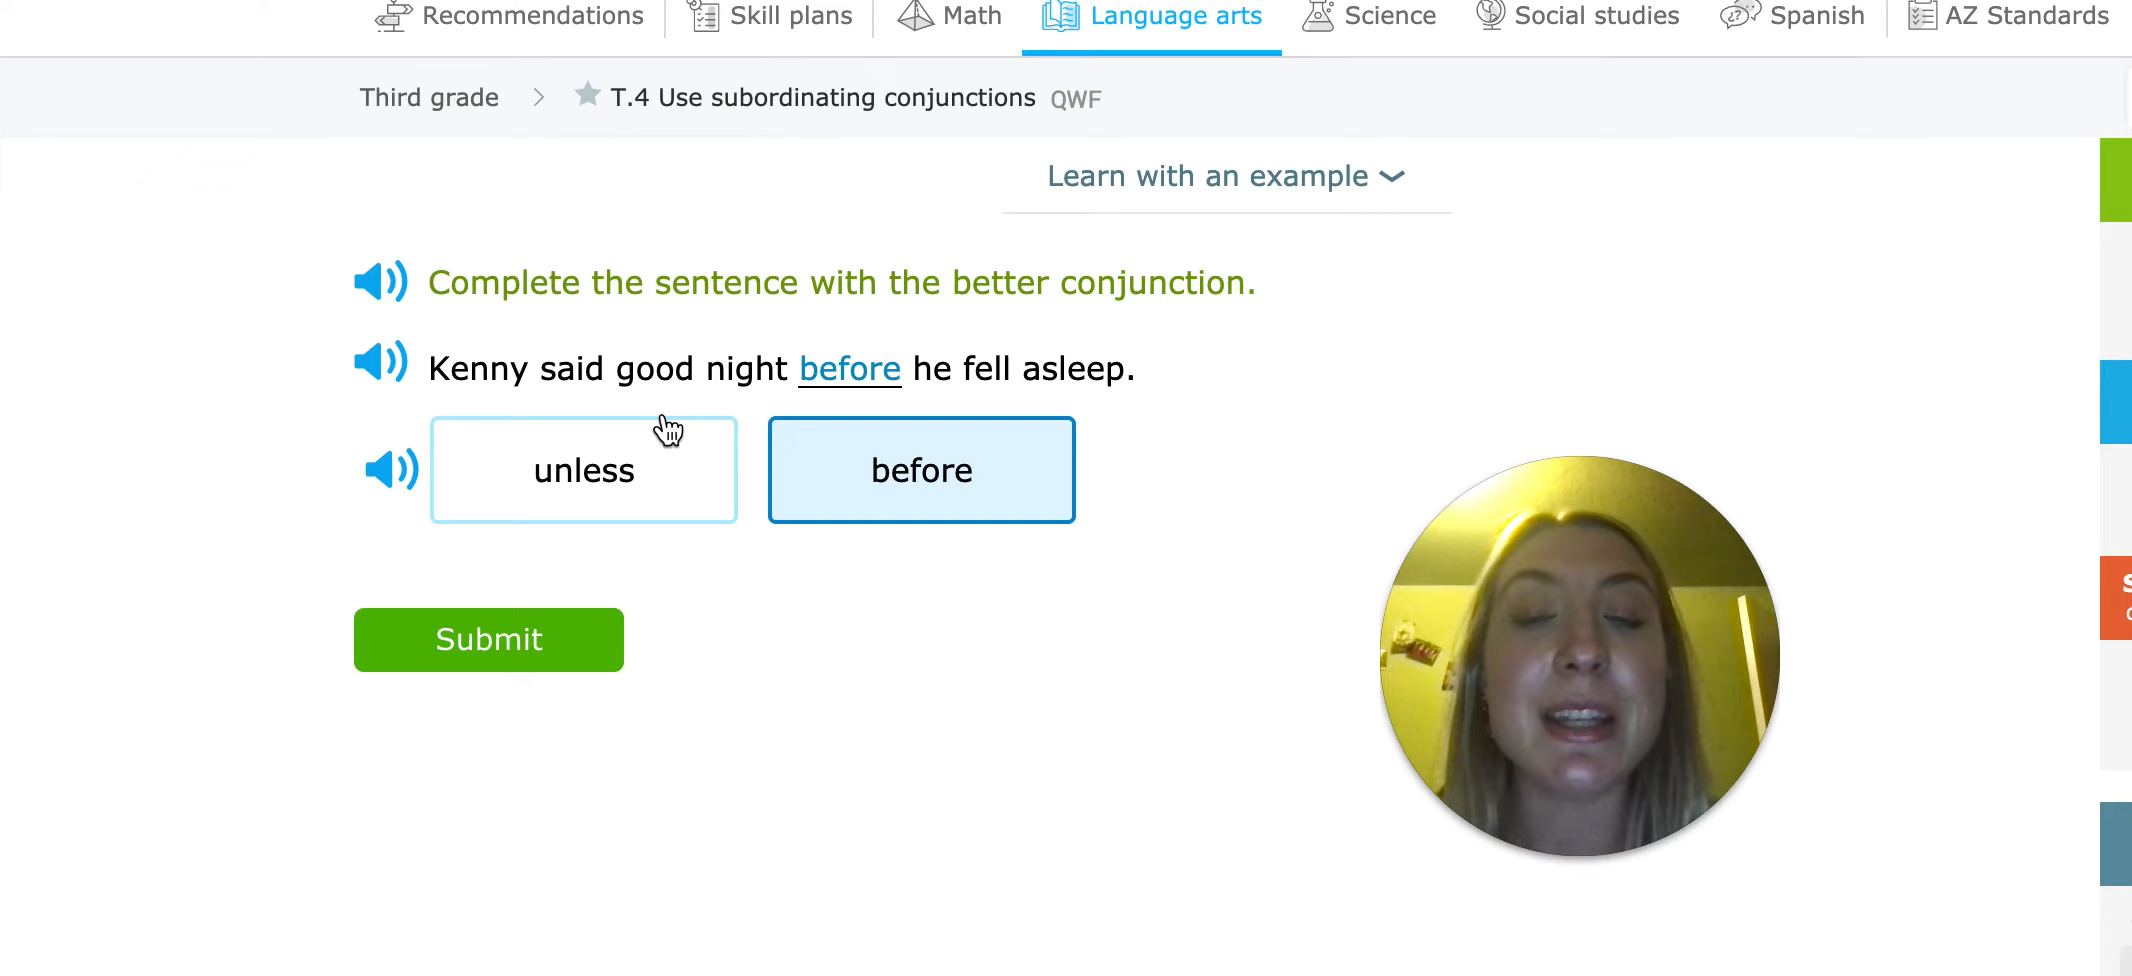 Recommendations Skill plans Math Language arts Science Social studies Spanish AZ Standards
Third grade > T.4 Use subordinating conjunctions QWF
Learn with an example
Complete the sentence with the better conjunction.
Kenny said good night before he fell asleep.
unless before
Submit